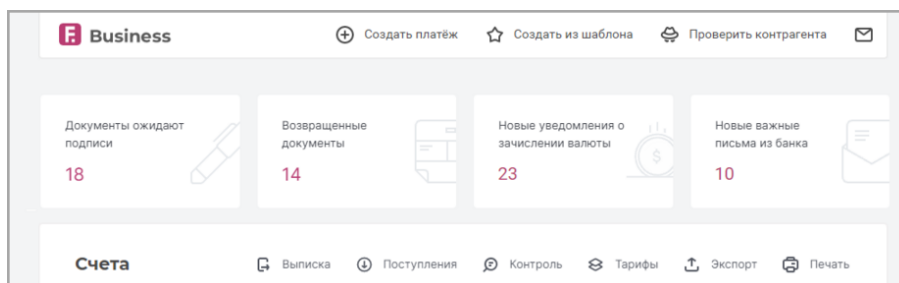 F. Business
Создать платёж
Создать из шаблона
Проверить контрагента
Документы ожидают
подписи
18
Возвращенные
документы
14
Новые уведомления о
зачислении валюты
23
$
Новые важные
письма из банка
10
Счета
Выписка
Поступления
Контроль
Тарифы
Экспорт
Печать